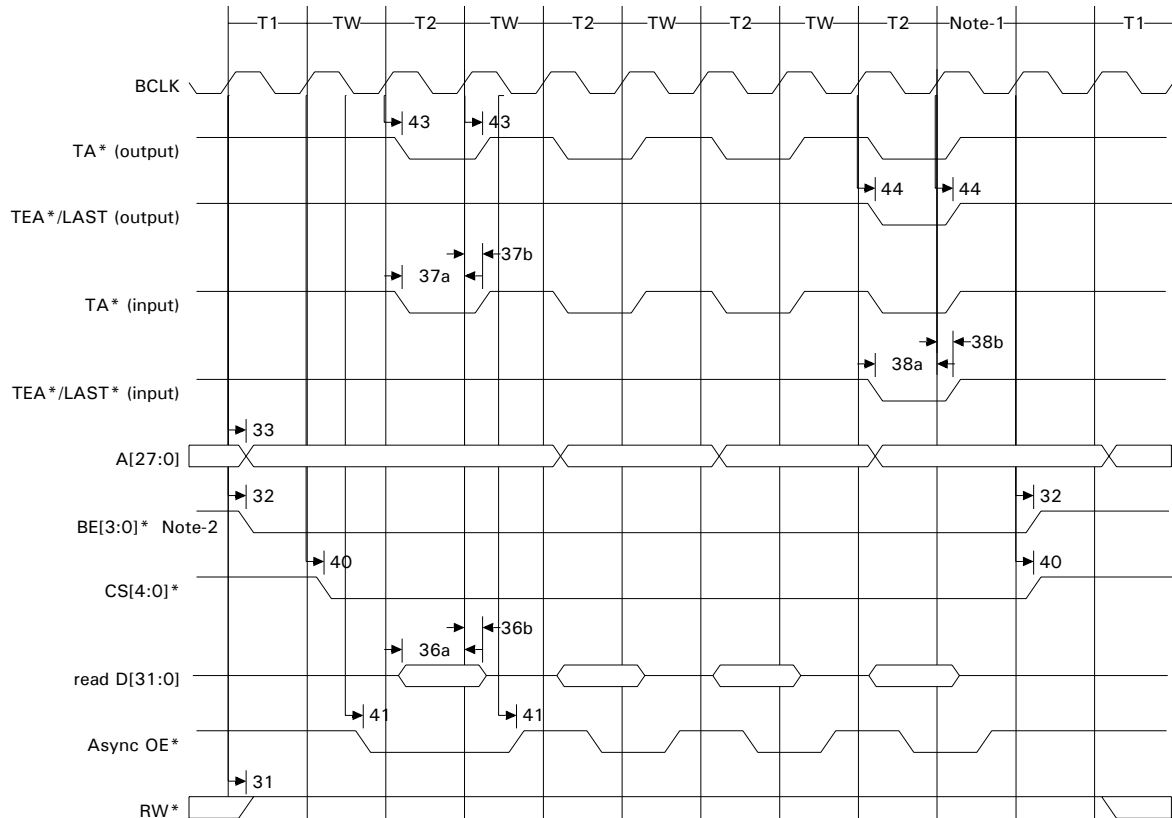 T1 TW T2 TW T2 TW T2 TW T2 Note-1 T1
BCLK
43 43
TA* (output)
44 44
TEA*/LAST (output)
37b
37a
TA* (input)
38b
38a
TEA*/LAST* (input)
33
A[27:0]
32 32
BE[3:0]* Note-2
40 40
CS[4:0]*
36b
36a
read D[31:0]
41 41
Async OE*
31
RW*